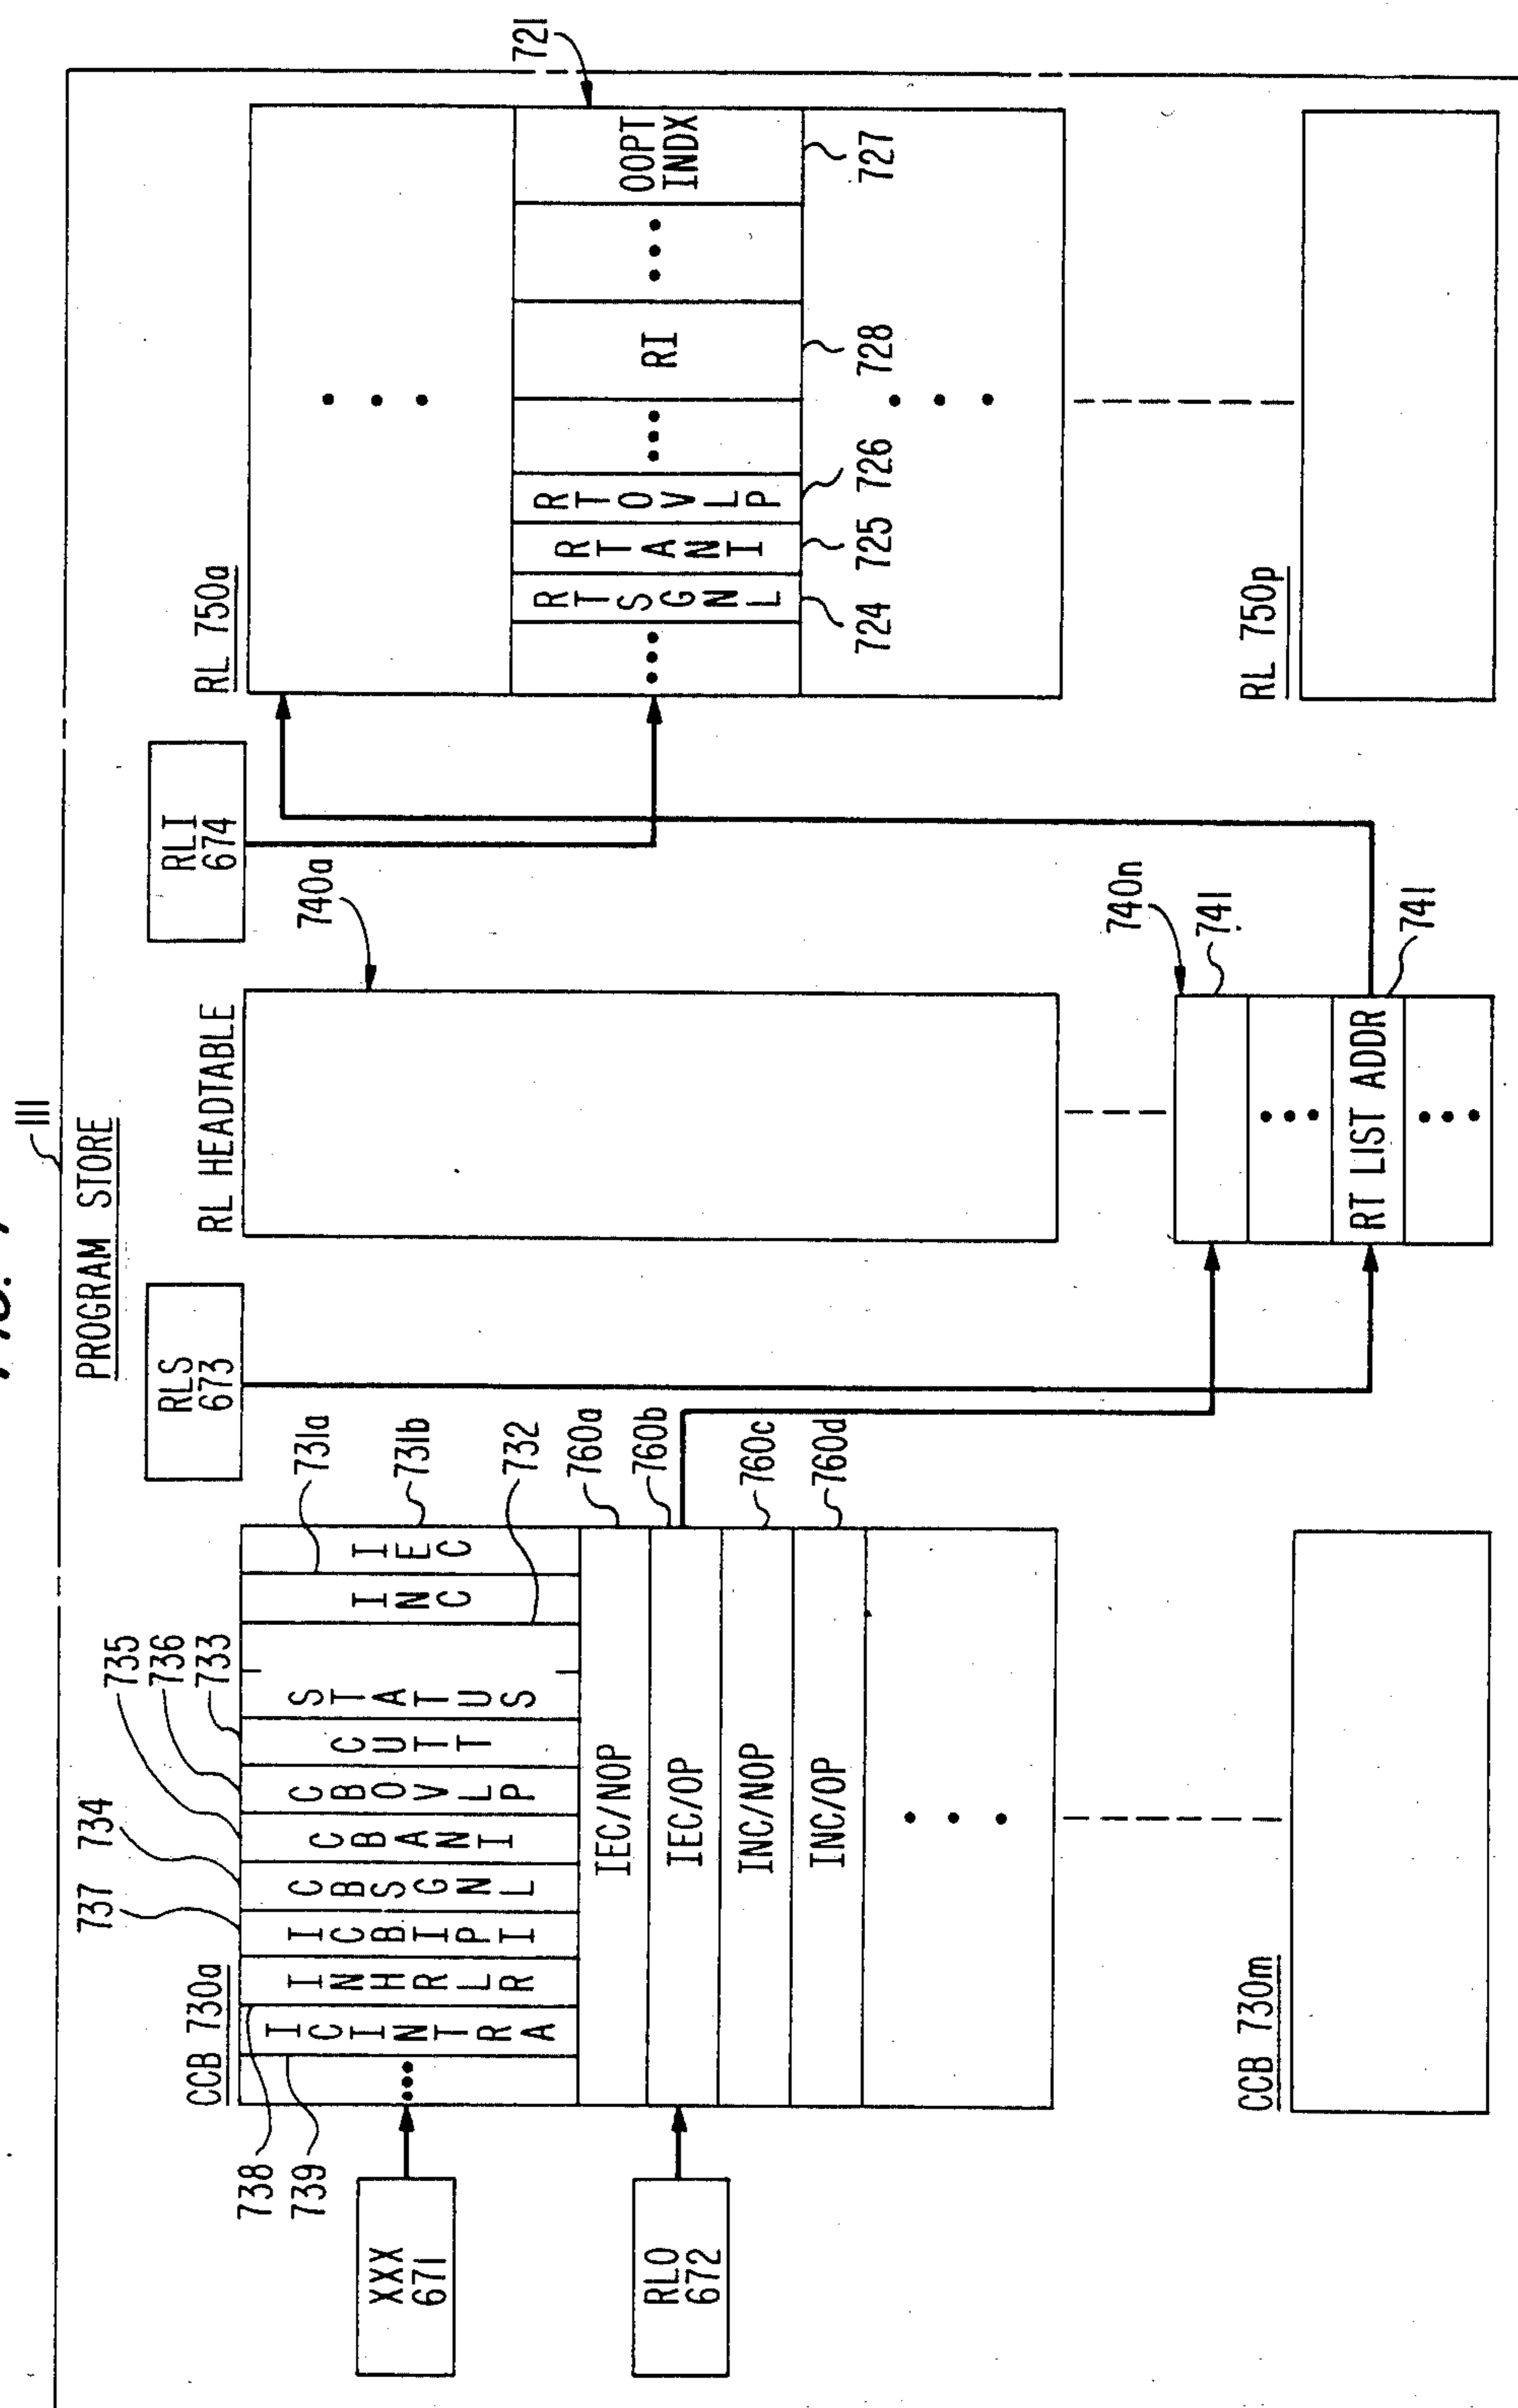 111
PROGRAM STORE
XXX
671
RLO
672
CCB 730a
738
739
737
734
735
736
733
731a
731b
732
760a
760b
760c
760d
ICINTRA
INHRLR
ICBIPI
CBSGNL
CBANI
CBOVLP
CUTT
STATUS
INC
IEC
IEC/NOP
IEC/OP
INC/NOP
INC/OP
CCB 730m
RLS
673
RL HEADTABLE
740a
740n
741
RT LIST ADDR
741
RLI
674
RL 750a
721
RTSGNL
RTANI
RTOVLP
RI
OOPT
INDX
724
725
726
728
727
RL 750p